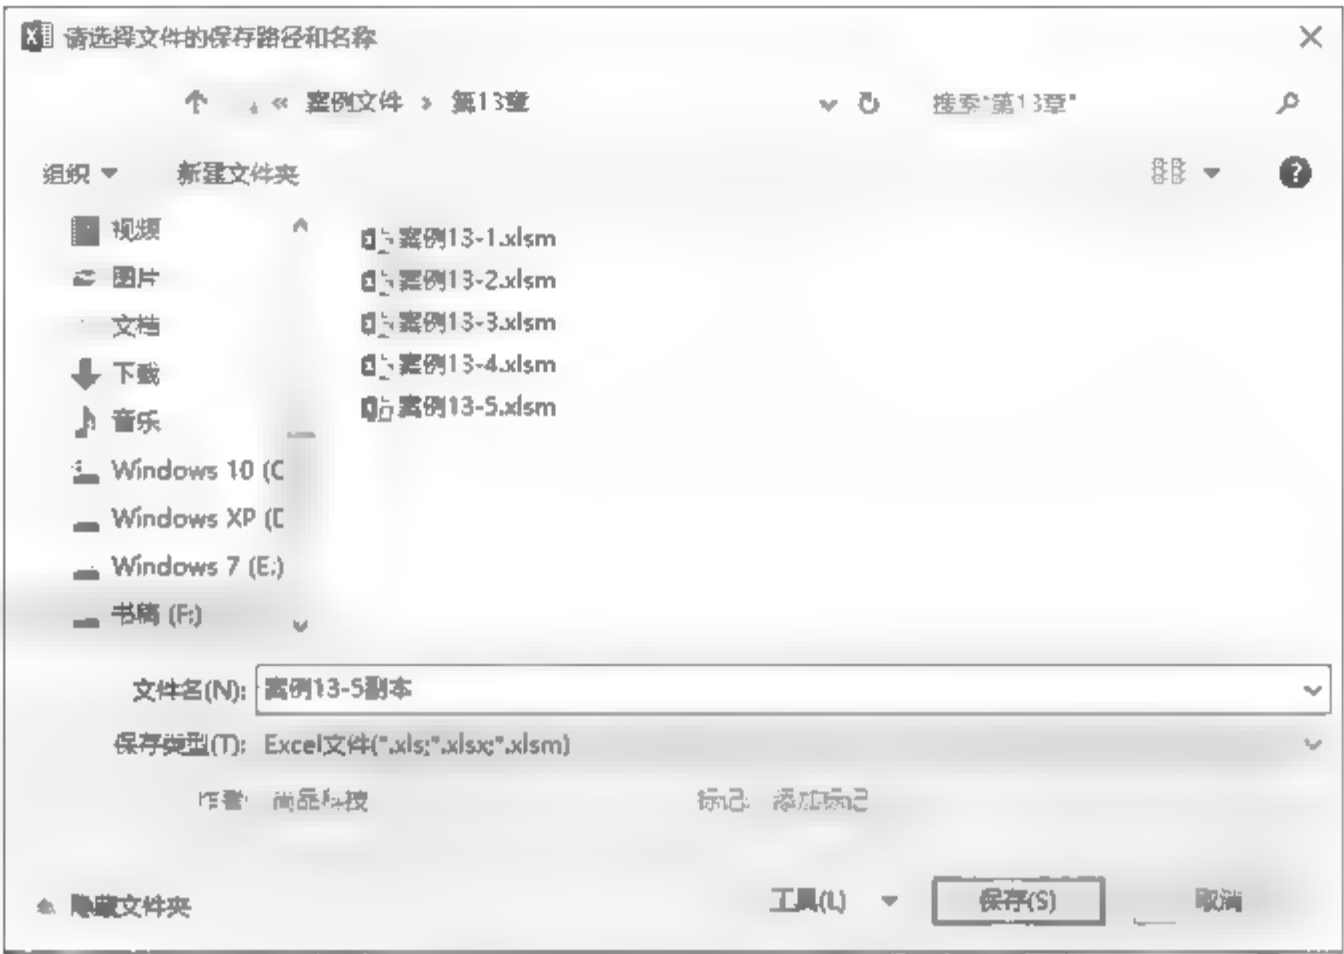 请选择文件的保存路径和名称
« 案例文件 › 第13章
搜索"第13章"
组织 新建文件夹
视频
图片
文档
下载
音乐
Windows 10 (C
Windows XP (D
Windows 7 (E:)
书稿 (F:)
案例13-1.xlsm
案例13-2.xlsm
案例13-3.xlsm
案例13-4.xlsm
案例13-5.xlsm
文件名(N): 案例13-5副本
保存类型(T): Excel文件(*.xls;*.xlsx;*.xlsm)
作者: 尚品科技 标记: 添加标记
隐藏文件夹 工具(L) 保存(S) 取消